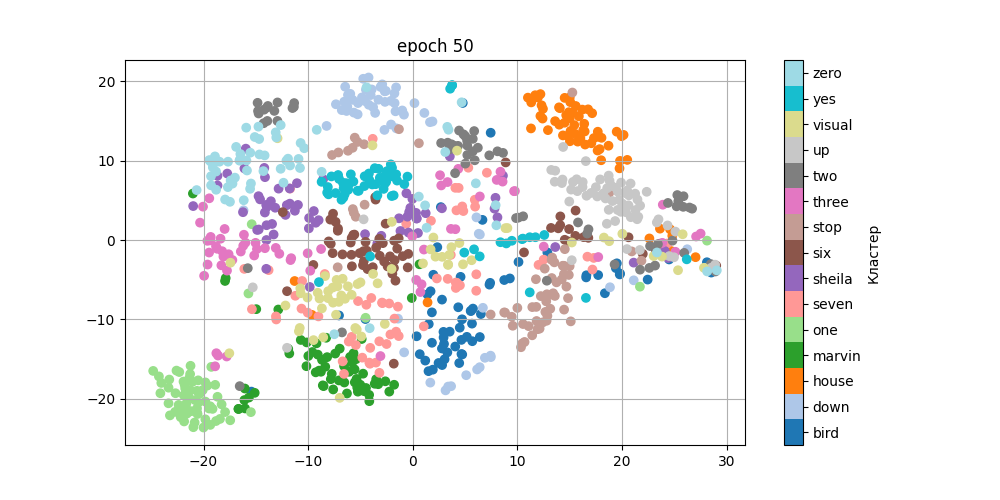 epoch 50
20
10
0
−10
−20
−20
−10
0
10
20
30
zero
yes
visual
up
two
three
stop
six
sheila
seven
one
marvin
house
down
bird
Кластер